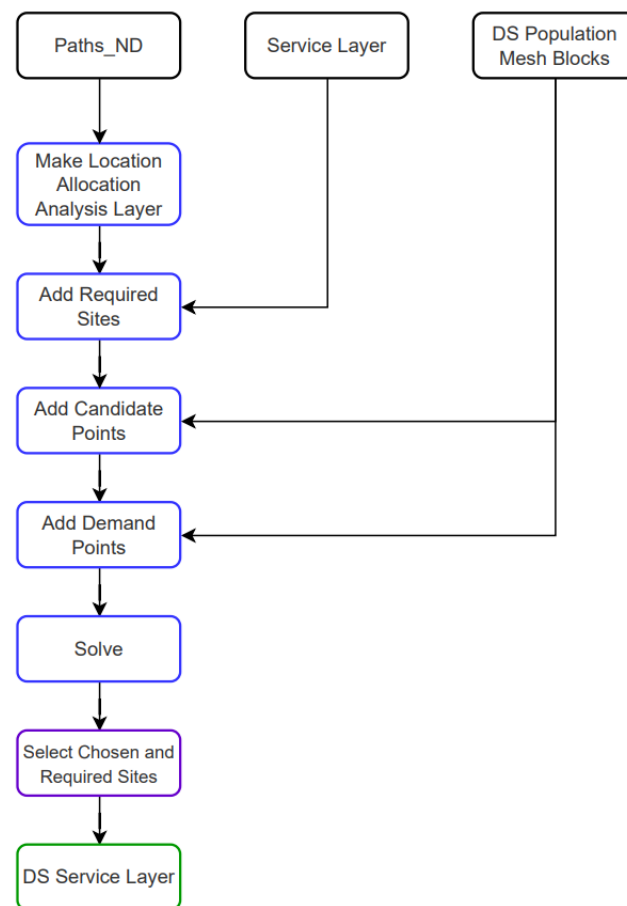 Paths_ND
Service Layer
DS Population
Mesh Blocks
Make Location
Allocation
Analysis Layer
Add Required
Sites
Add Candidate
Points
Add Demand
Points
Solve
Select Chosen and
Required Sites
DS Service Layer